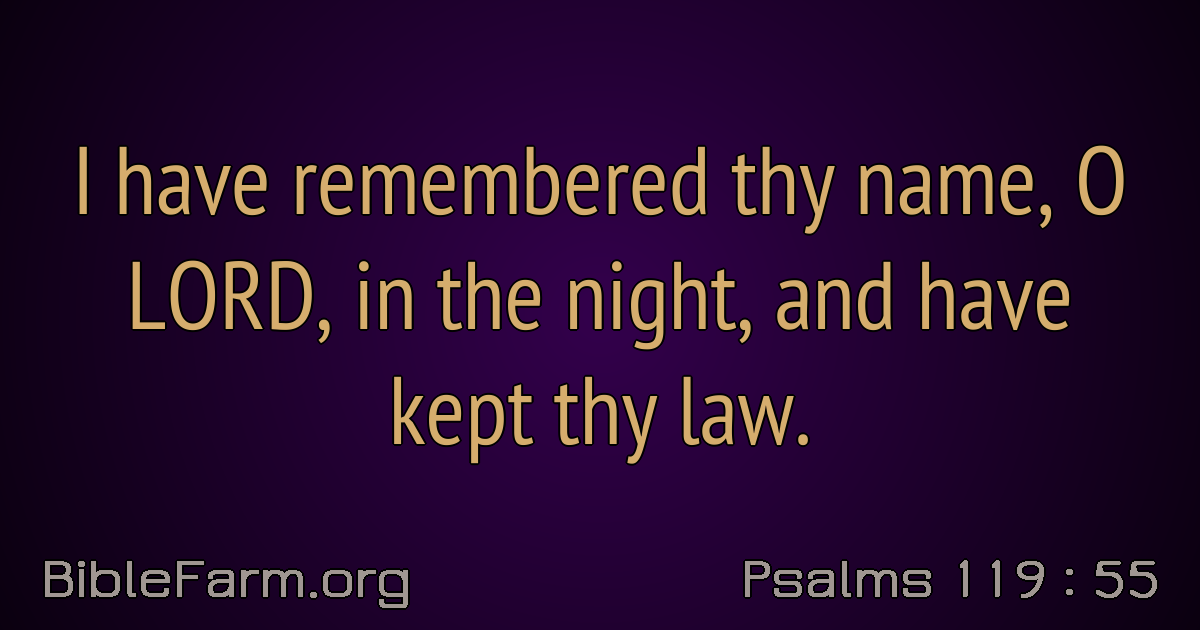 I have remembered thy name, O
LORD, in the night, and have
kept thy law.
BibleFarm.org
Psalms 119 : 55